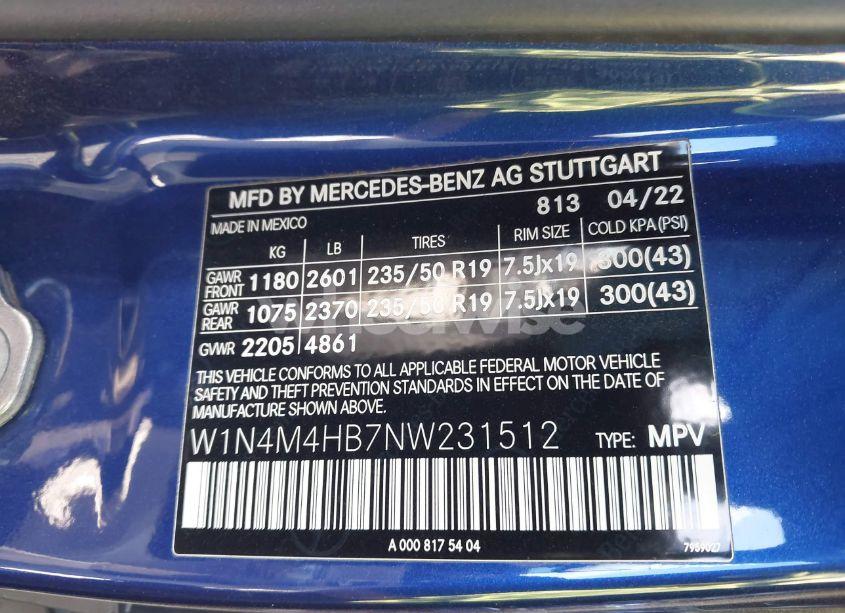 MFD BY MERCEDES-BENZ AG STUTTGART
MADE IN MEXICO 813 04/22
KG LB TIRES RIM SIZE COLD KPA (PSI)
GAWR FRONT 1180 2601 235/50 R19 7.5Jx19 300(43)
GAWR REAR 1075 2370 235/50 R19 7.5Jx19 300(43)
GVWR 2205 4861
THIS VEHICLE CONFORMS TO ALL APPLICABLE FEDERAL MOTOR VEHICLE
SAFETY AND THEFT PREVENTION STANDARDS IN EFFECT ON THE DATE OF
MANUFACTURE SHOWN ABOVE.
W1N4M4HB7NW231512 TYPE: MPV
A 000 817 54 04 7959027
wheelwise